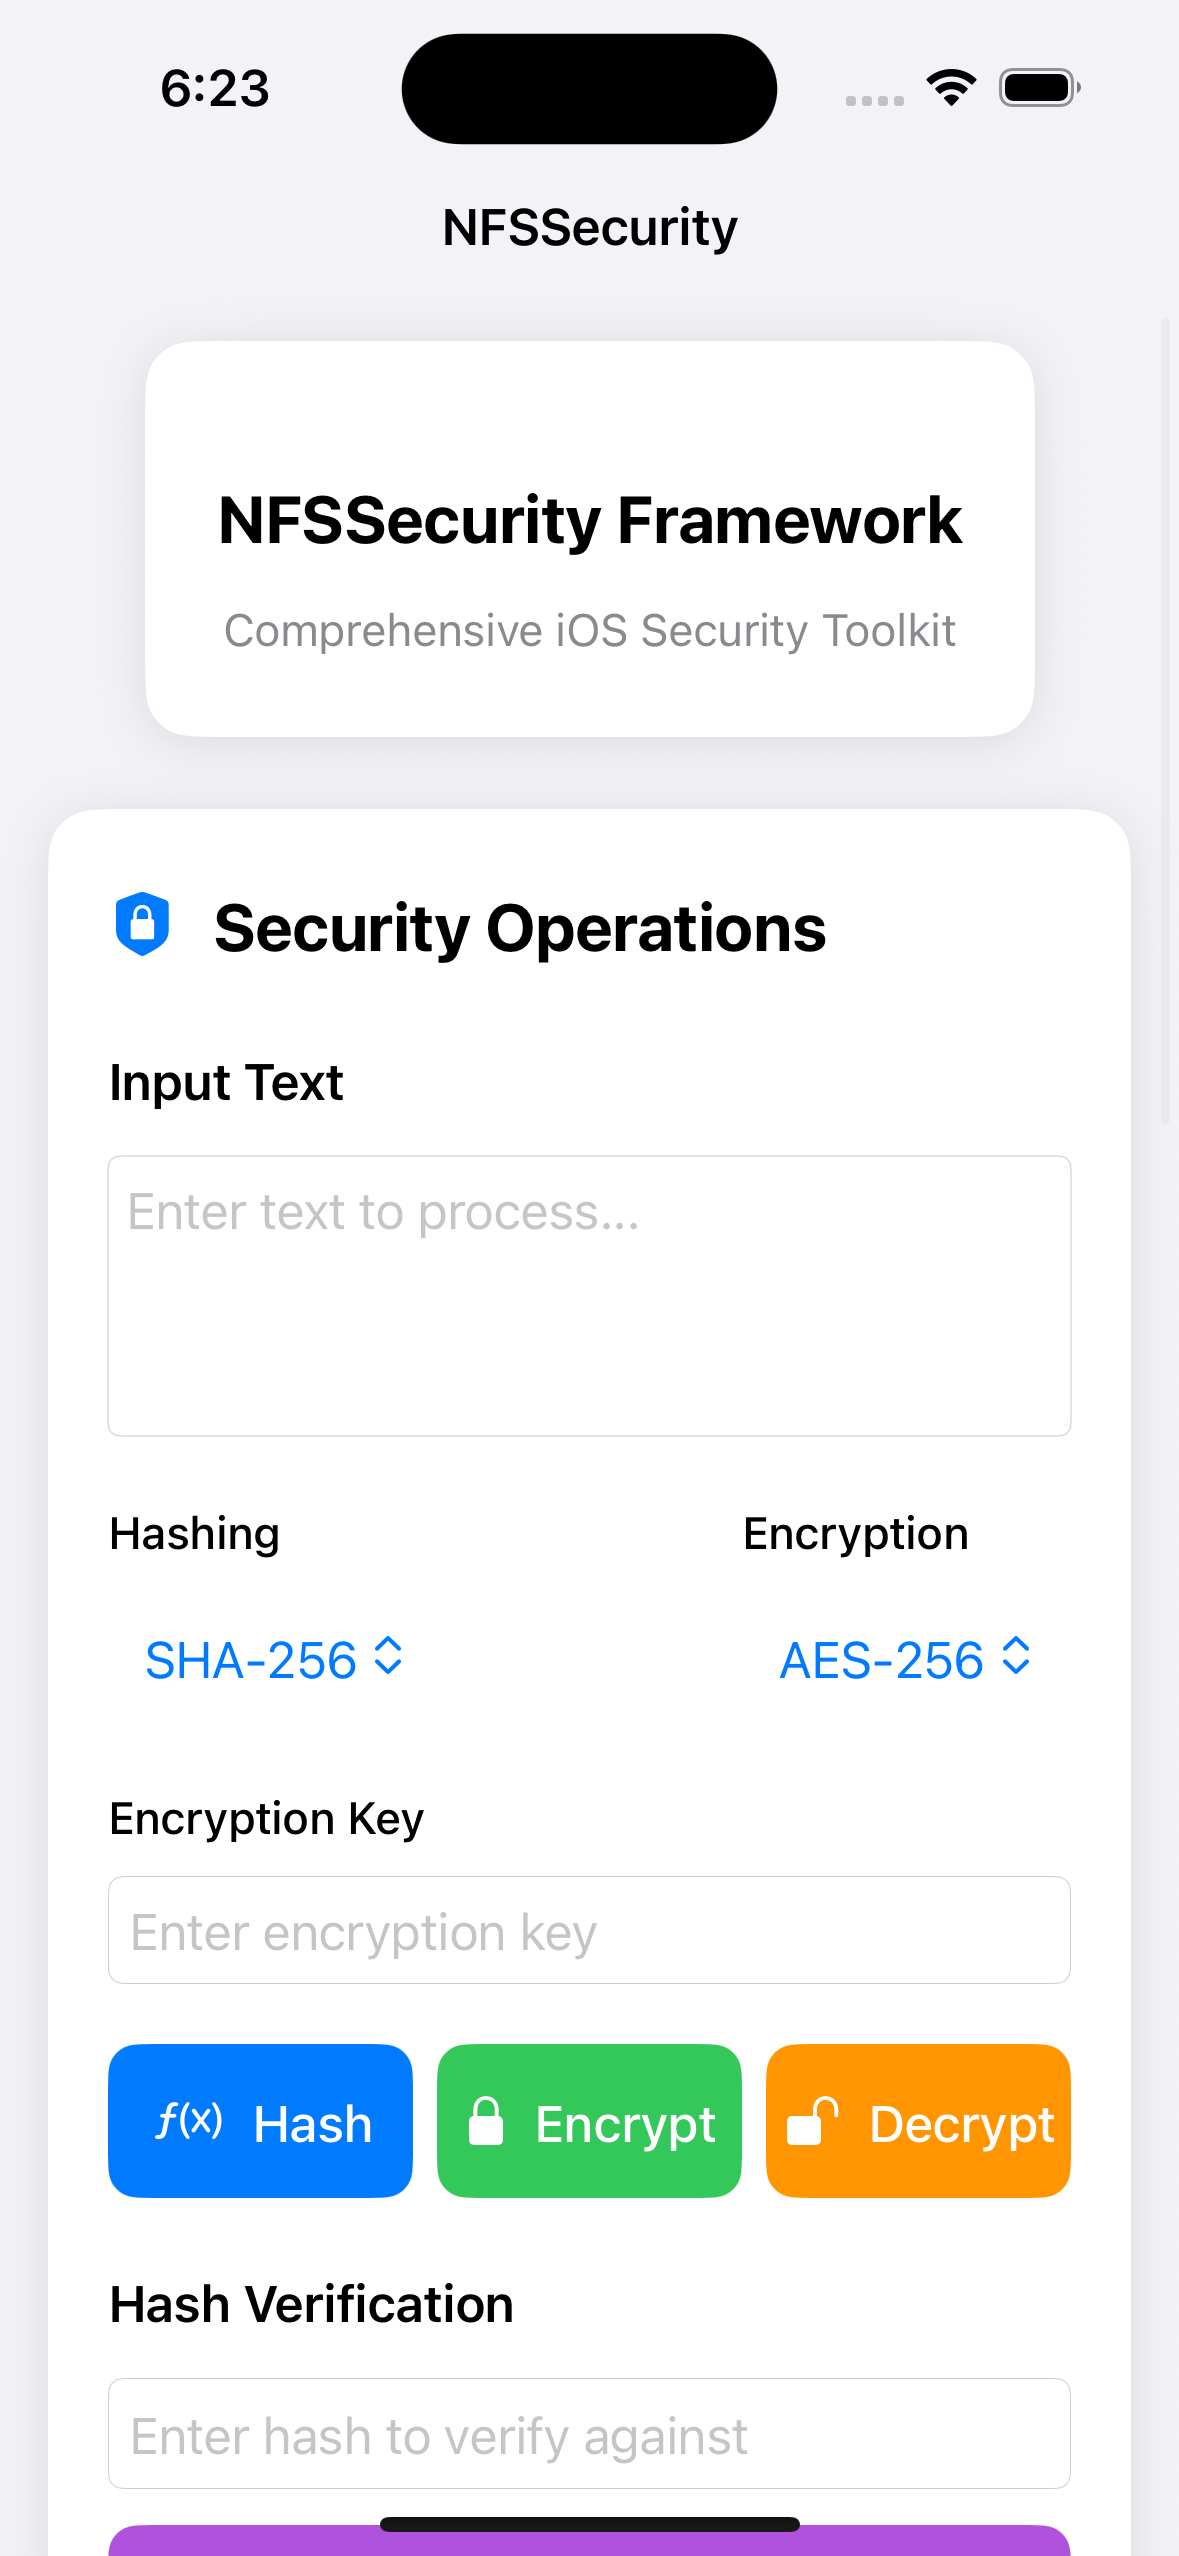 6:23
NFSSecurity
NFSSecurity Framework
Comprehensive iOS Security Toolkit
Security Operations
Input Text
Enter text to process...
Hashing Encryption
SHA-256 AES-256
Encryption Key
Enter encryption key
f(x) Hash Encrypt Decrypt
Hash Verification
Enter hash to verify against